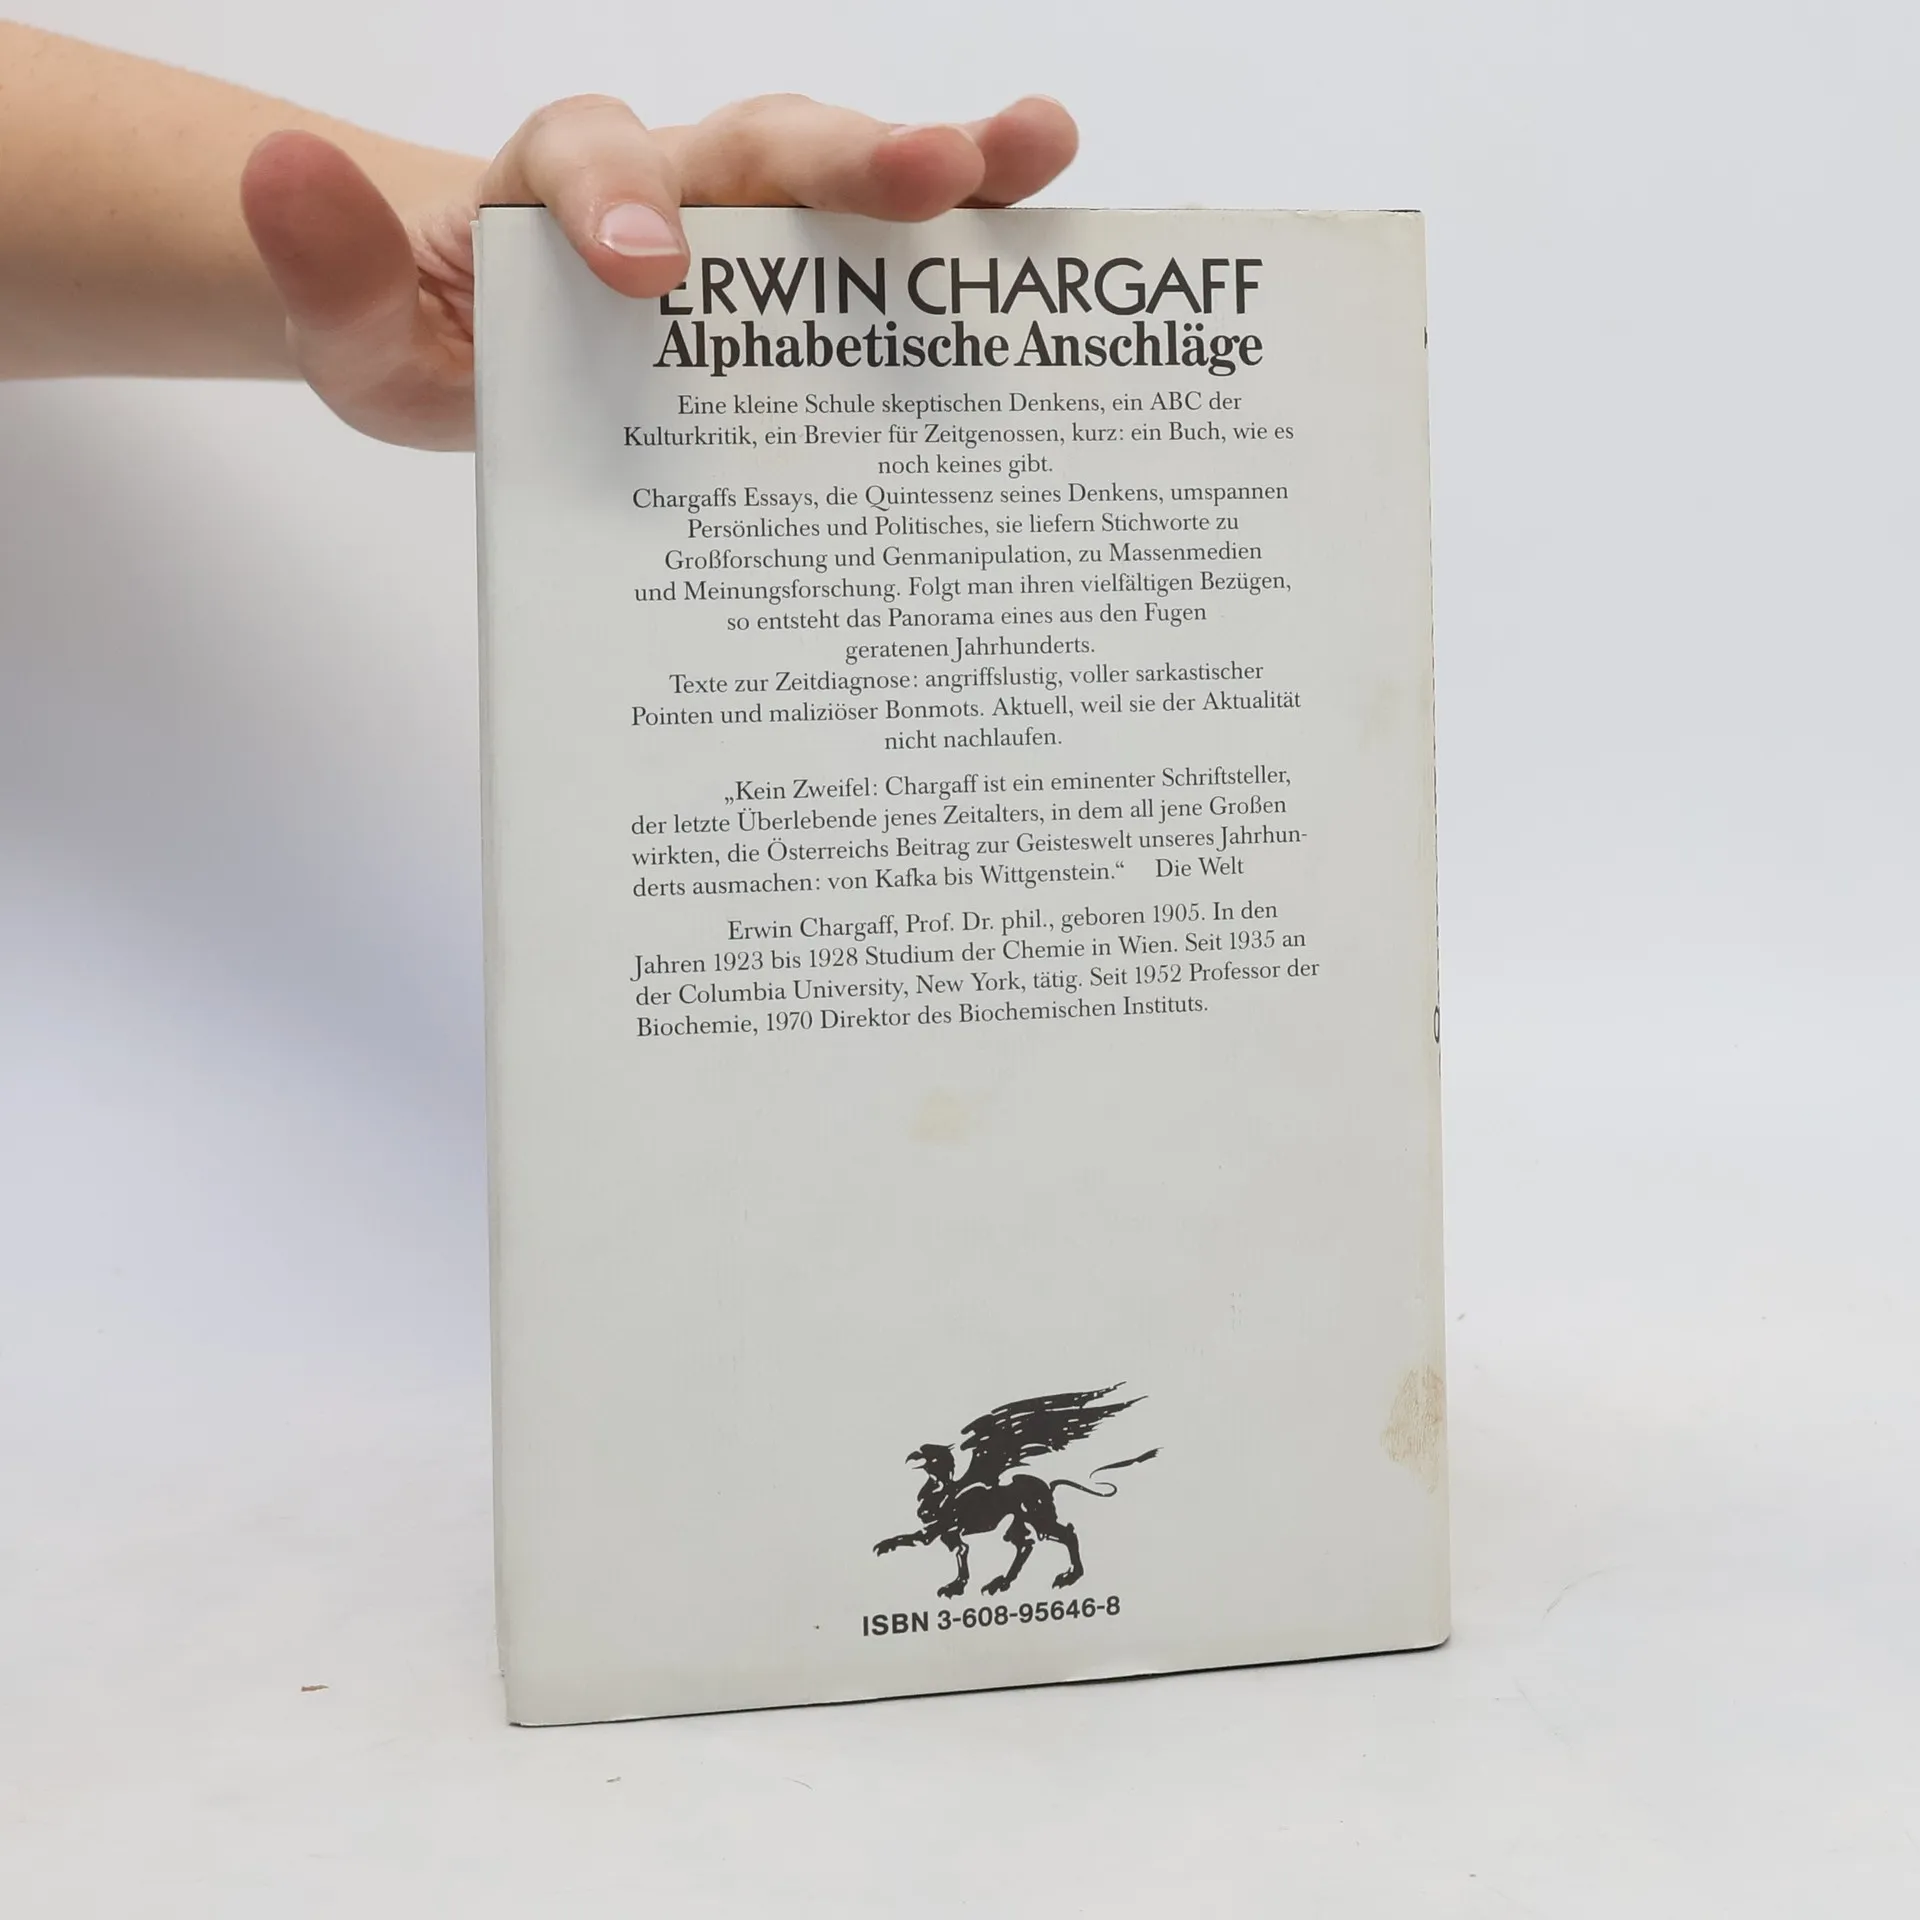 ERWIN CHARGAFF
Alphabetische Anschläge
Eine kleine Schule skeptischen Denkens, ein ABC der
Kulturkritik, ein Brevier für Zeitgenossen, kurz: ein Buch, wie es
noch keines gibt.
Chargaffs Essays, die Quintessenz seines Denkens, umspannen
Persönliches und Politisches, sie liefern Stichworte zu
Großforschung und Genmanipulation, zu Massenmedien
und Meinungsforschung. Folgt man ihren vielfältigen Bezügen,
so entsteht das Panorama eines aus den Fugen
geratenen Jahrhunderts.
Texte zur Zeitdiagnose: angriffslustig, voller sarkastischer
Pointen und maliziöser Bonmots. Aktuell, weil sie der Aktualität
nicht nachlaufen.
„Kein Zweifel: Chargaff ist ein eminenter Schriftsteller,
der letzte Überlebende jenes Zeitalters, in dem all jene Großen
wirkten, die Österreichs Beitrag zur Geisteswelt unseres Jahrhun-
derts ausmachen: von Kafka bis Wittgenstein.“ Die Welt
Erwin Chargaff, Prof. Dr. phil., geboren 1905. In den
Jahren 1923 bis 1928 Studium der Chemie in Wien. Seit 1935 an
der Columbia University, New York, tätig. Seit 1952 Professor der
Biochemie, 1970 Direktor des Biochemischen Instituts.
ISBN 3-608-95646-8